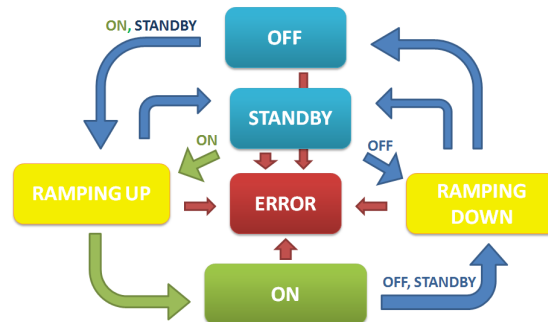 ON, STANDBY
OFF
STANDBY
ON
OFF
RAMPING UP
ERROR
RAMPING
DOWN
ON
OFF, STANDBY